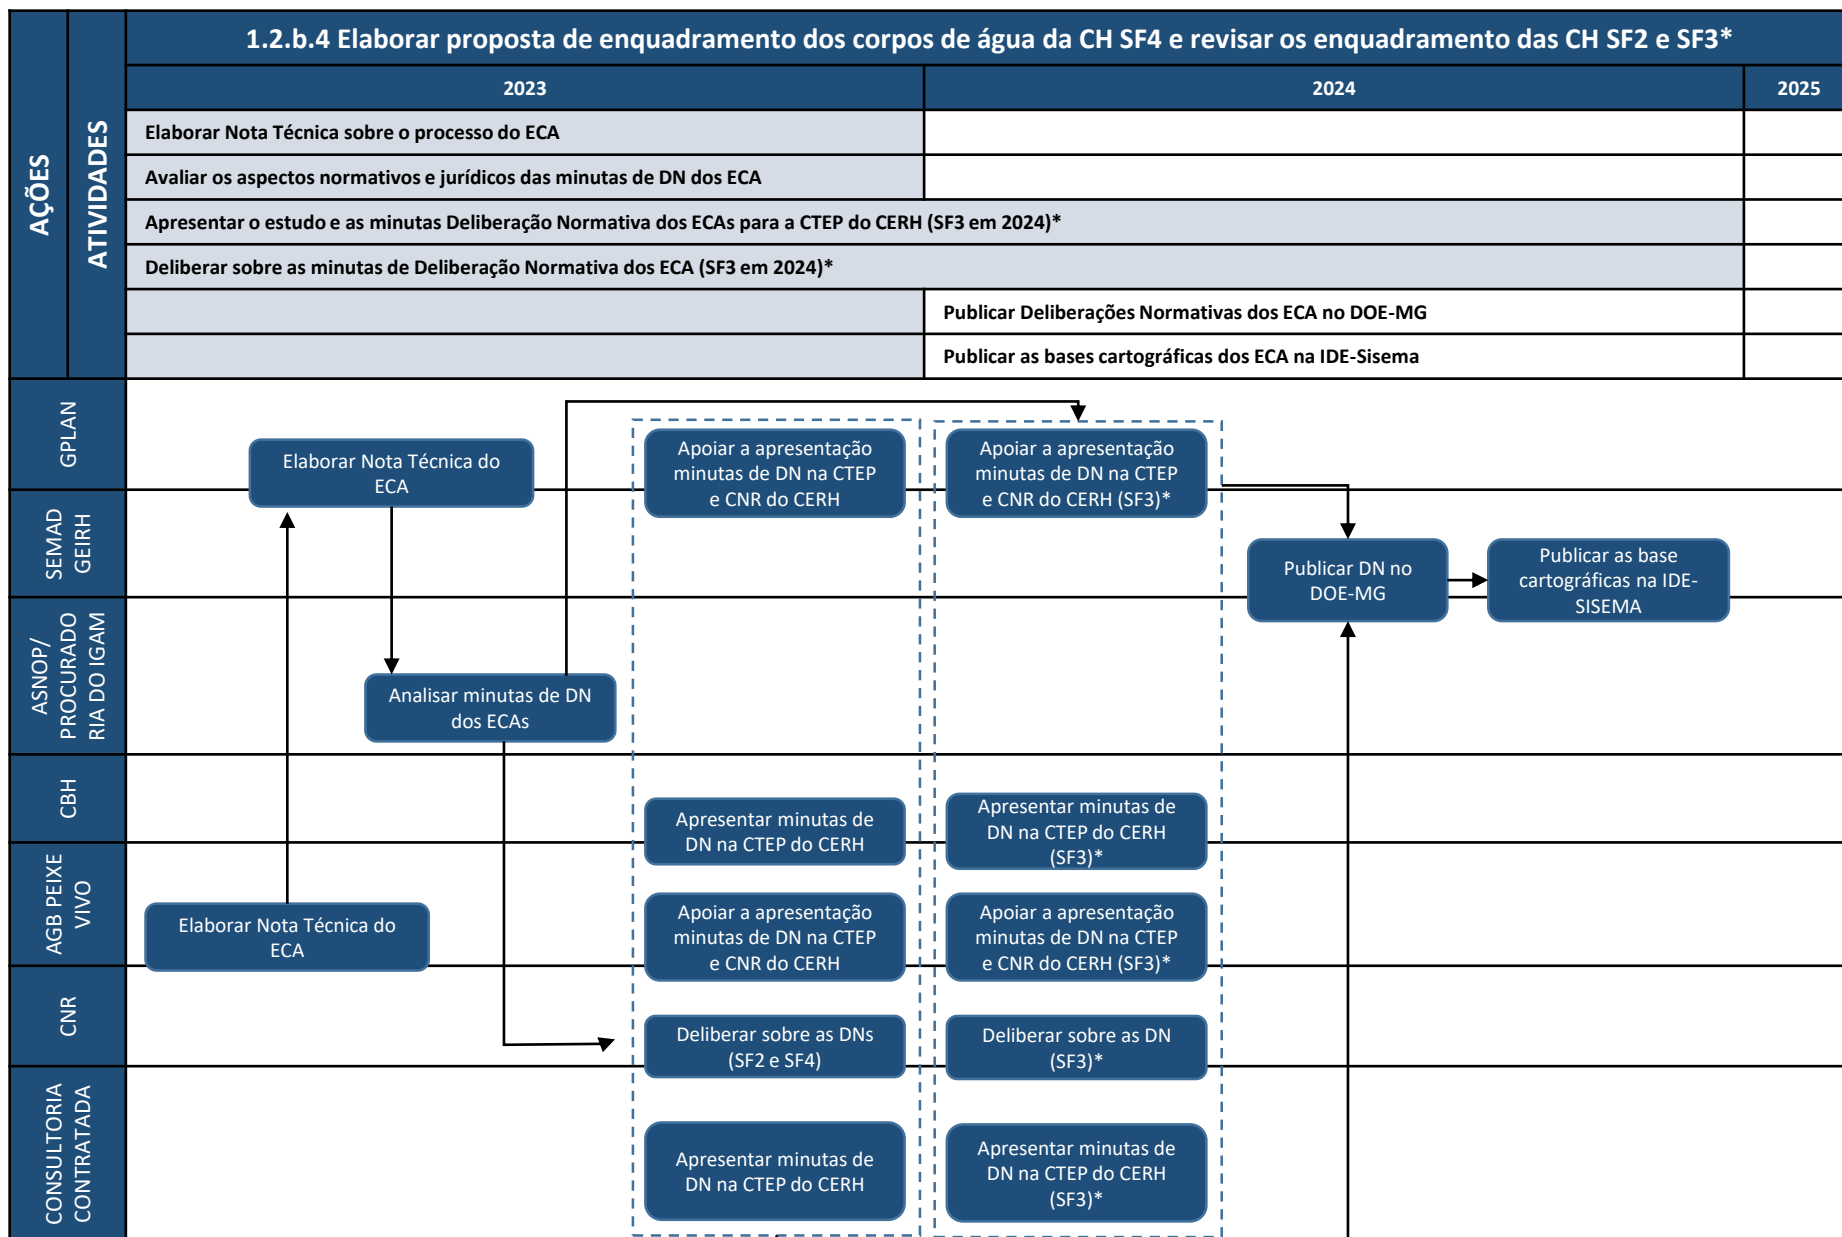 1.2.b.4 Elaborar proposta de enquadramento dos corpos de água da CH SF4 e revisar os enquadramento das CH SF2 e SF3*
AÇÕES
ATIVIDADES
2023
2024
2025
Elaborar Nota Técnica sobre o processo do ECA
Avaliar os aspectos normativos e jurídicos das minutas de DN dos ECA
Apresentar o estudo e as minutas Deliberação Normativa dos ECAs para a CTEP do CERH (SF3 em 2024)*
Deliberar sobre as minutas de Deliberação Normativa dos ECA (SF3 em 2024)*
Publicar Deliberações Normativas dos ECA no DOE-MG
Publicar as bases cartográficas dos ECA na IDE-Sisema
GPLAN
Elaborar Nota Técnica do
ECA
Apoiar a apresentação
minutas de DN na CTEP
e CNR do CERH
Apoiar a apresentação
minutas de DN na CTEP
e CNR do CERH (SF3)*
SEMAD
GEIRH
Publicar DN no
DOE-MG
Publicar as base
cartográficas na IDE-
SISEMA
ASNOP/
PROCURADO
RIA DO IGAM
Analisar minutas de DN
dos ECAs
CBH
Apresentar minutas de
DN na CTEP do CERH
Apresentar minutas de
DN na CTEP do CERH
(SF3)*
AGB PEIXE
VIVO
Elaborar Nota Técnica do
ECA
Apoiar a apresentação
minutas de DN na CTEP
e CNR do CERH
Apoiar a apresentação
minutas de DN na CTEP
e CNR do CERH (SF3)*
CNR
Deliberar sobre as DNs
(SF2 e SF4)
Deliberar sobre as DN
(SF3)*
CONSULTORIA
CONTRATADA
Apresentar minutas de
DN na CTEP do CERH
Apresentar minutas de
DN na CTEP do CERH
(SF3)*